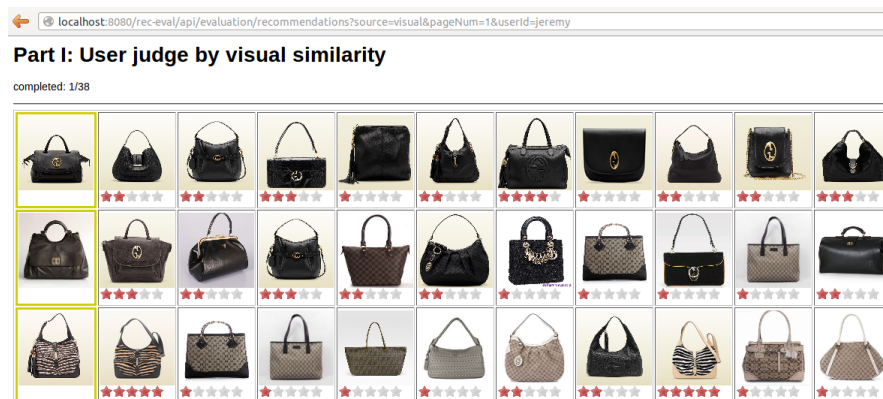 localhost:8080/rec-eval/api/evaluation/recommendations?source=visual&pageNum=1&userId=jeremy
Part I: User judge by visual similarity
completed: 1/38